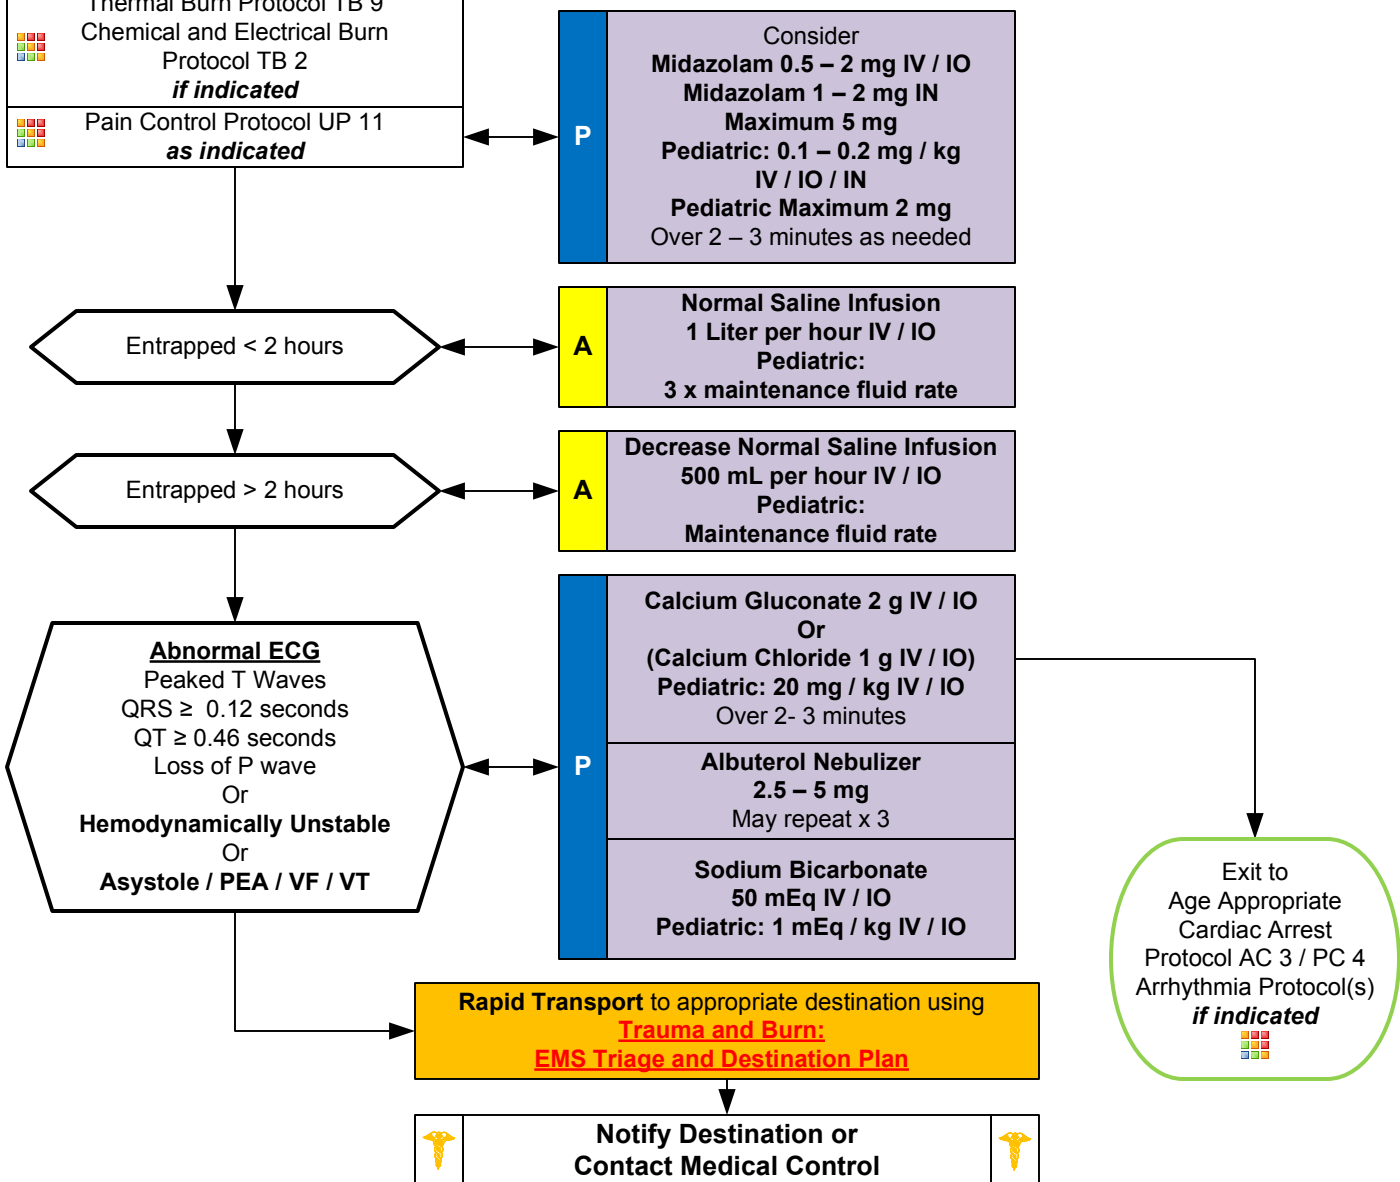 Thermal Burn Protocol TB 9
Chemical and Electrical Burn
Protocol TB 2
if indicated
Pain Control Protocol UP 11
as indicated
P
Consider
Midazolam 0.5 – 2 mg IV / IO
Midazolam 1 – 2 mg IN
Maximum 5 mg
Pediatric: 0.1 – 0.2 mg / kg
IV / IO / IN
Pediatric Maximum 2 mg
Over 2 – 3 minutes as needed
Entrapped < 2 hours
A
Normal Saline Infusion
1 Liter per hour IV / IO
Pediatric:
3 x maintenance fluid rate
Entrapped > 2 hours
A
Decrease Normal Saline Infusion
500 mL per hour IV / IO
Pediatric:
Maintenance fluid rate
Abnormal ECG
Peaked T Waves
QRS ≥  0.12 seconds
QT ≥ 0.46 seconds
Loss of P wave
Or
Hemodynamically Unstable
Or
Asystole / PEA / VF / VT
P
Calcium Gluconate 2 g IV / IO
Or
(Calcium Chloride 1 g IV / IO)
Pediatric: 20 mg / kg IV / IO
Over 2- 3 minutes
Albuterol Nebulizer
2.5 – 5 mg
May repeat x 3
Sodium Bicarbonate
50 mEq IV / IO
Pediatric: 1 mEq / kg IV / IO
Exit to
Age Appropriate
Cardiac Arrest
Protocol AC 3 / PC 4
Arrhythmia Protocol(s)
if indicated
Rapid Transport to appropriate destination using
Trauma and Burn:
EMS Triage and Destination Plan
Notify Destination or
Contact Medical Control